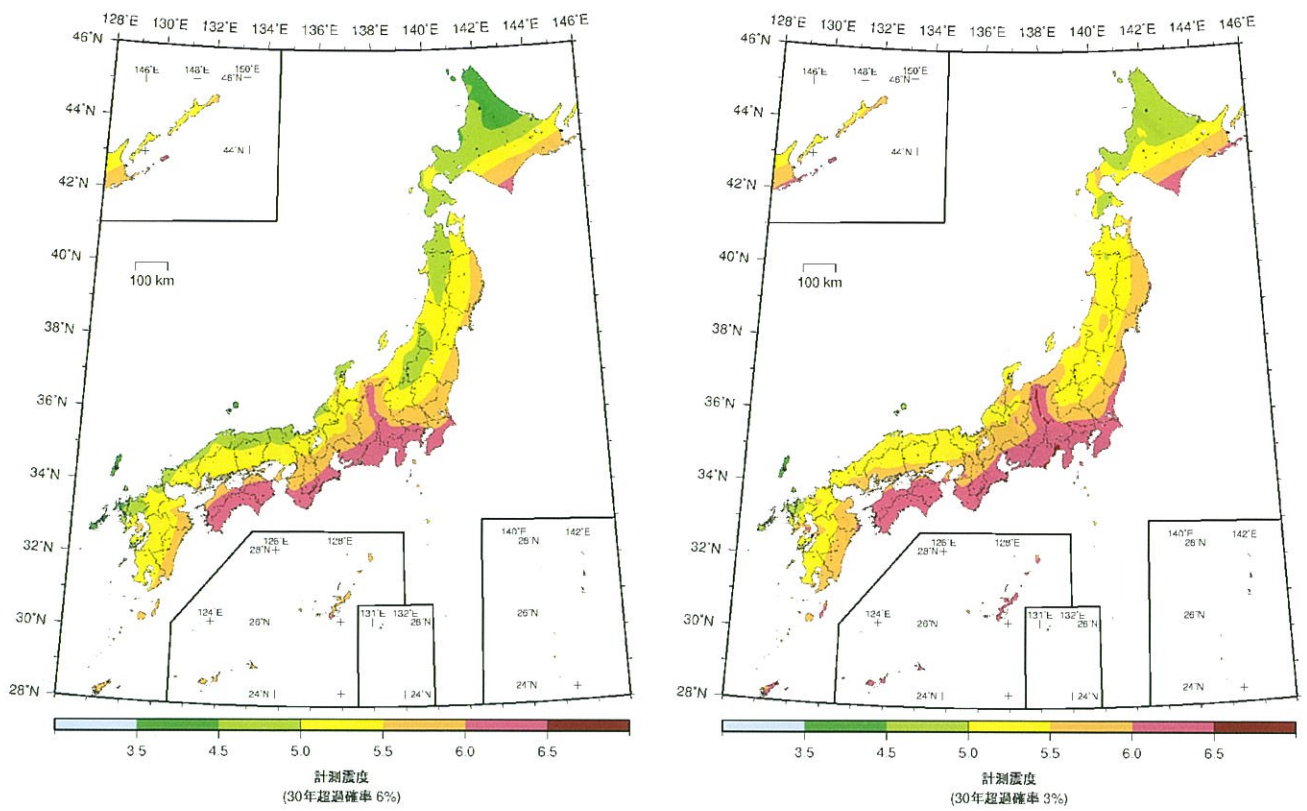 128°E 130°E 132°E 134°E 136°E 138°E 140°E 142°E 144°E 146°E
46°N
44°N
42°N
40°N
38°N
36°N
34°N
32°N
30°N
28°N
146°E 148°E 150°E
46°N
44°N
100 km
126°E 128°E
28°N
124°E
26°N
24°N
131°E 132°E
26°N
24°N
140°E 142°E
28°N
26°N
24°N
3.5 4.5 5.0 5.5 6.0 6.5
計測震度
(30年超過確率 6%)
128°E 130°E 132°E 134°E 136°E 138°E 140°E 142°E 144°E 146°E
46°N
44°N
42°N
40°N
38°N
36°N
34°N
32°N
30°N
28°N
146°E 148°E 150°E
46°N
44°N
100 km
126°E 128°E
28°N
124°E
26°N
24°N
131°E 132°E
26°N
24°N
140°E 142°E
28°N
26°N
24°N
3.5 4.5 5.0 5.5 6.0 6.5
計測震度
(30年超過確率 3%)